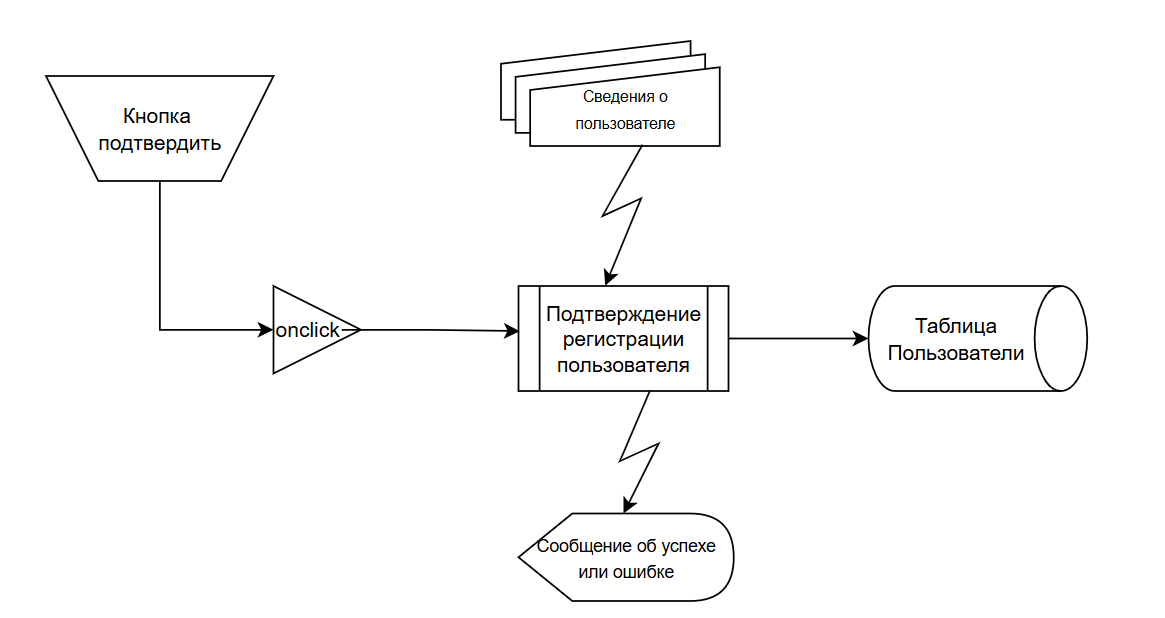 Кнопка
подтвердить
Сведения о
пользователе
onclick
Подтверждение
регистрации
пользователя
Таблица
Пользователи
Сообщение об успехе
или ошибке